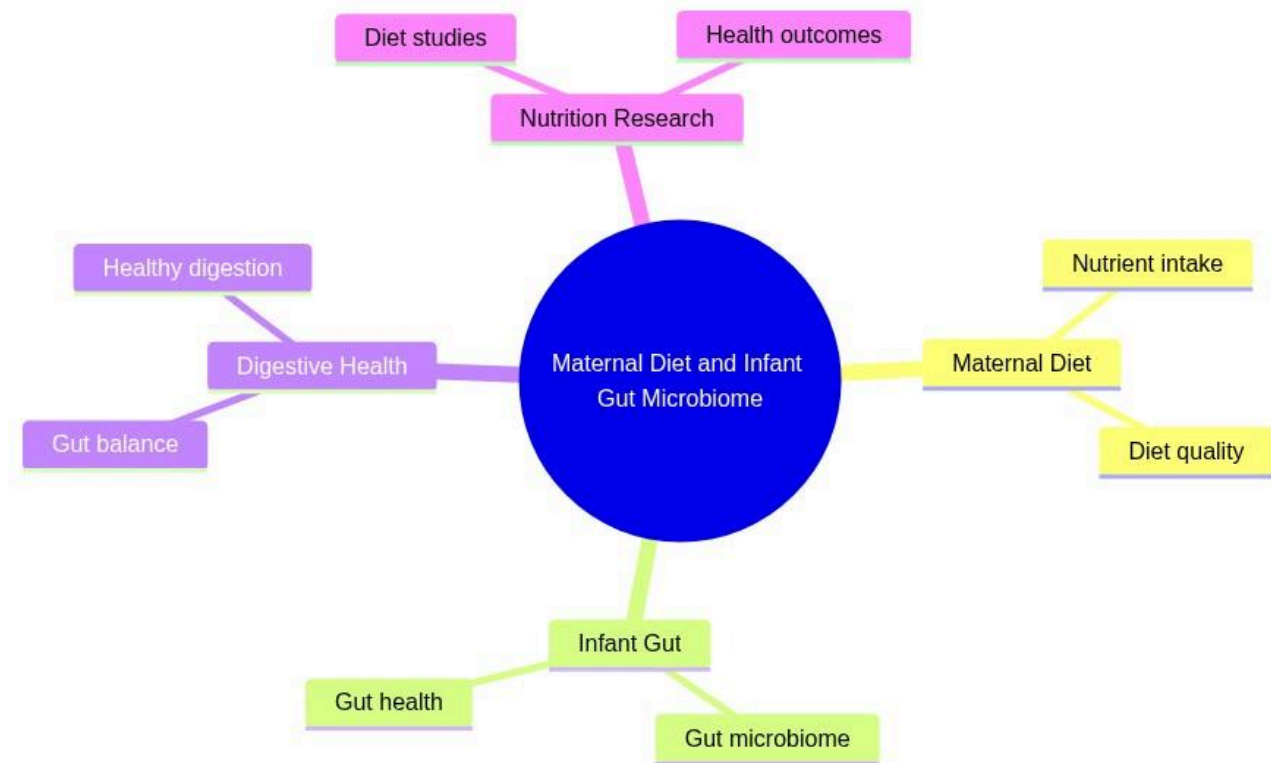 Diet studies
Health outcomes
Nutrition Research
Healthy digestion
Digestive Health
Gut balance
Maternal Diet and Infant
Gut Microbiome
Nutrient intake
Maternal Diet
Diet quality
Infant Gut
Gut health
Gut microbiome